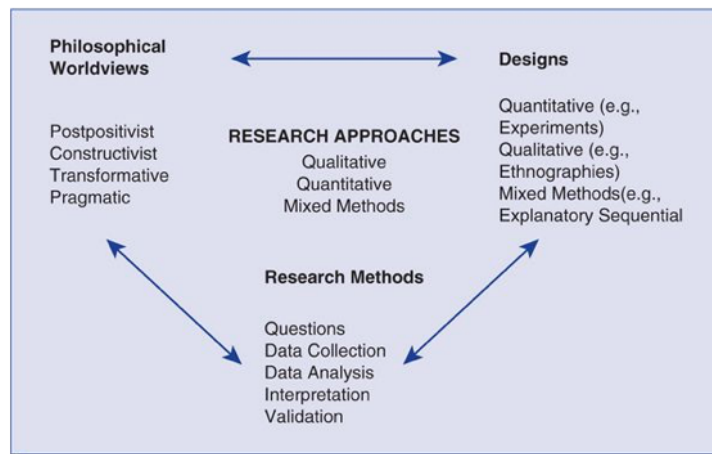 Philosophical
Worldviews
Postpositivist
Constructivist
Transformative
Pragmatic
RESEARCH APPROACHES
Qualitative
Quantitative
Mixed Methods
Designs
Quantitative (e.g.,
Experiments)
Qualitative (e.g.,
Ethnographies)
Mixed Methods(e.g.,
Explanatory Sequential
Research Methods
Questions
Data Collection
Data Analysis
Interpretation
Validation